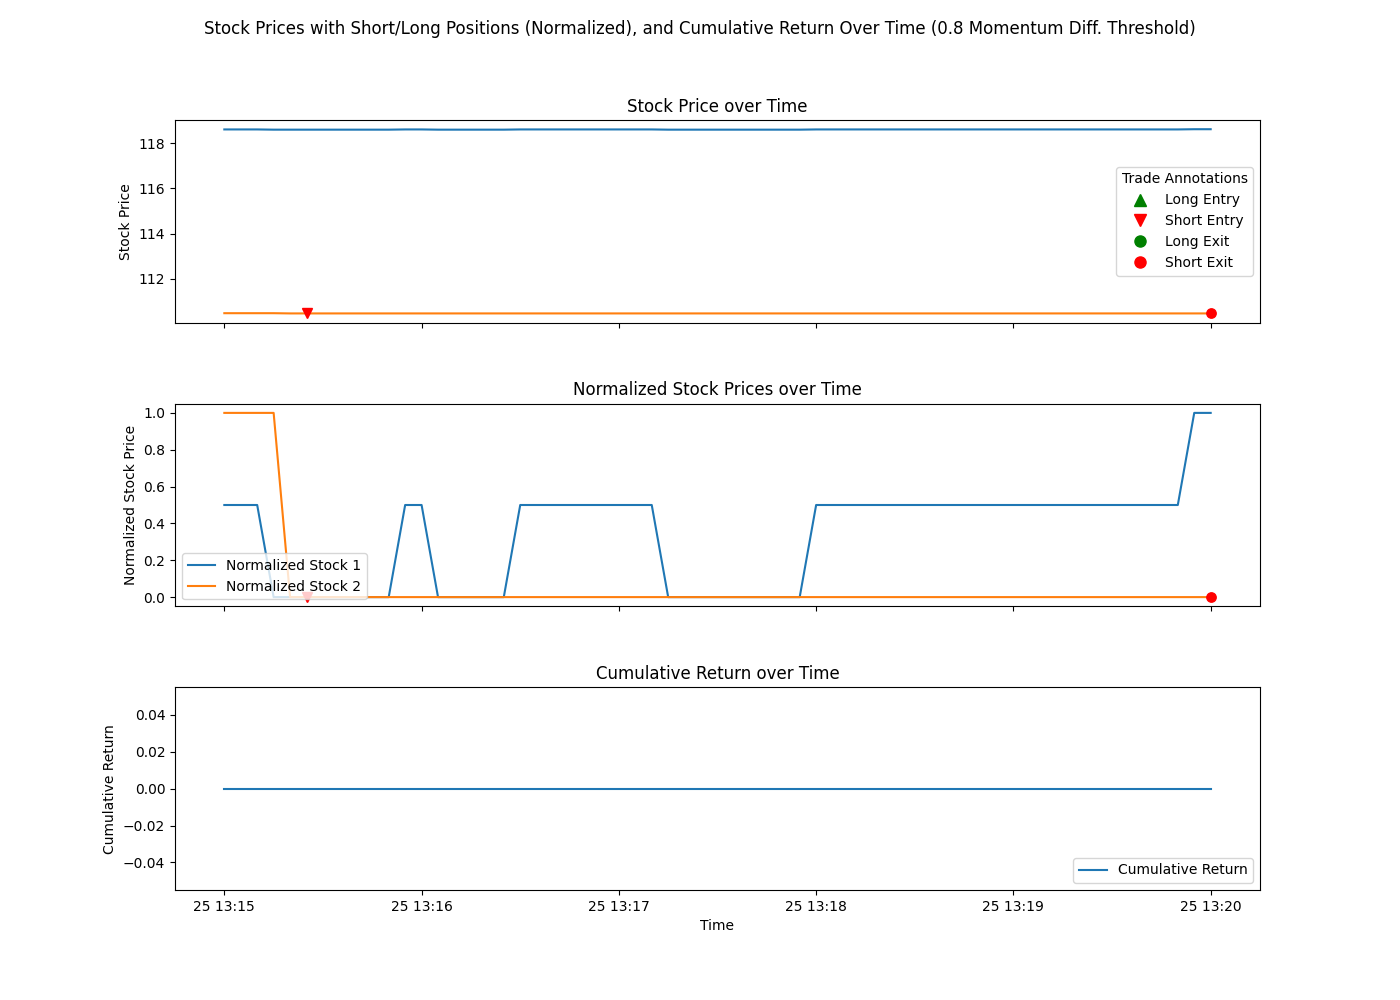 Stock Prices with Short/Long Positions (Normalized), and Cumulative Return Over Time (0.8 Momentum Diff. Threshold)
Stock Price over Time
Stock Price
118
116
114
112
Trade Annotations
Long Entry
Short Entry
Long Exit
Short Exit
Normalized Stock Prices over Time
Normalized Stock Price
1.0
0.8
0.6
0.4
0.2
0.0
Normalized Stock 1
Normalized Stock 2
Cumulative Return over Time
Cumulative Return
0.04
0.02
0.00
−0.02
−0.04
Cumulative Return
25 13:15
25 13:16
25 13:17
25 13:18
25 13:19
25 13:20
Time